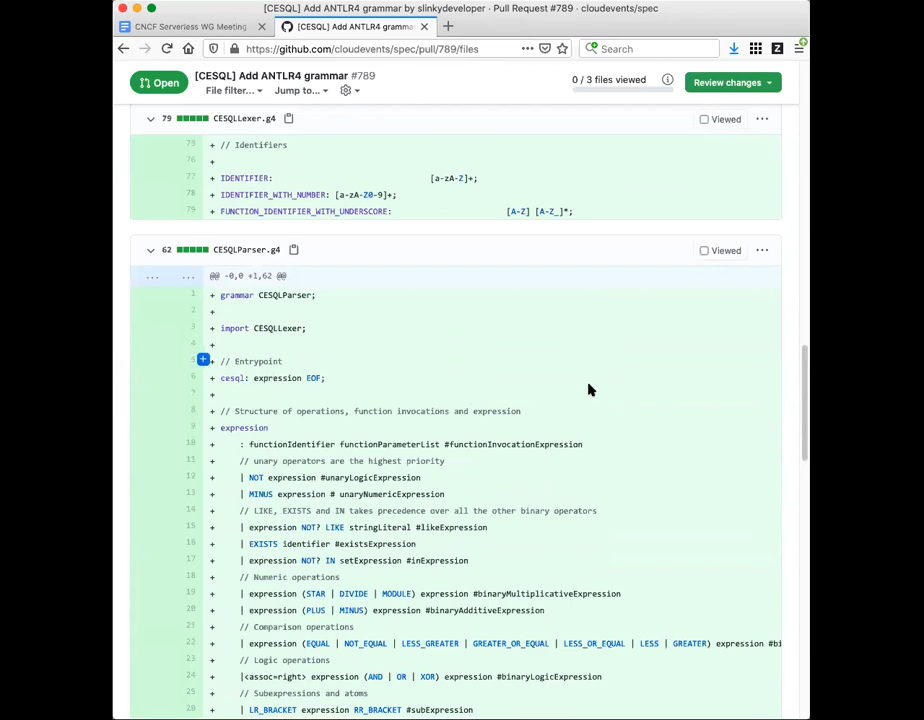 [CESQL] Add ANTLR4 grammar by slinkydeveloper · Pull Request #789 · cloudevents/spec
CNCF Serverless WG Meeting
[CESQL] Add ANTLR4 grammar
https://github.com/cloudevents/spec/pull/789/files
Search
Open
[CESQL] Add ANTLR4 grammar #789
File filter...
Jump to...
0 / 3 files viewed
Review changes
79 CESQLLexer.g4
Viewed
75 + // Identifiers
76 +
77 + IDENTIFIER: [a-zA-Z]+;
78 + IDENTIFIER_WITH_NUMBER: [a-zA-Z0-9]+;
79 + FUNCTION_IDENTIFIER_WITH_UNDERSCORE: [A-Z] [A-Z_]*;
62 CESQLParser.g4
Viewed
... ... @@ -0,0 +1,62 @@
1 + grammar CESQLParser;
2 +
3 + import CESQLLexer;
4 +
5 + // Entrypoint
6 + cesql: expression EOF;
7 +
8 + // Structure of operations, function invocations and expression
9 + expression
10 + : functionIdentifier functionParameterList #functionInvocationExpression
11 + // unary operators are the highest priority
12 + | NOT expression #unaryLogicExpression
13 + | MINUS expression # unaryNumericExpression
14 + // LIKE, EXISTS and IN takes precedence over all the other binary operators
15 + | expression NOT? LIKE stringLiteral #likeExpression
16 + | EXISTS identifier #existsExpression
17 + | expression NOT? IN setExpression #inExpression
18 + // Numeric operations
19 + | expression (STAR | DIVIDE | MODULE) expression #binaryMultiplicativeExpression
20 + | expression (PLUS | MINUS) expression #binaryAdditiveExpression
21 + // Comparison operations
22 + | expression (EQUAL | NOT_EQUAL | LESS_GREATER | GREATER_OR_EQUAL | LESS_OR_EQUAL | LESS | GREATER) expression #bi
23 + // Logic operations
24 + |<assoc=right> expression (AND | OR | XOR) expression #binaryLogicExpression
25 + // Subexpressions and atoms
26 + | LR_BRACKET expression RR_BRACKET #subExpression